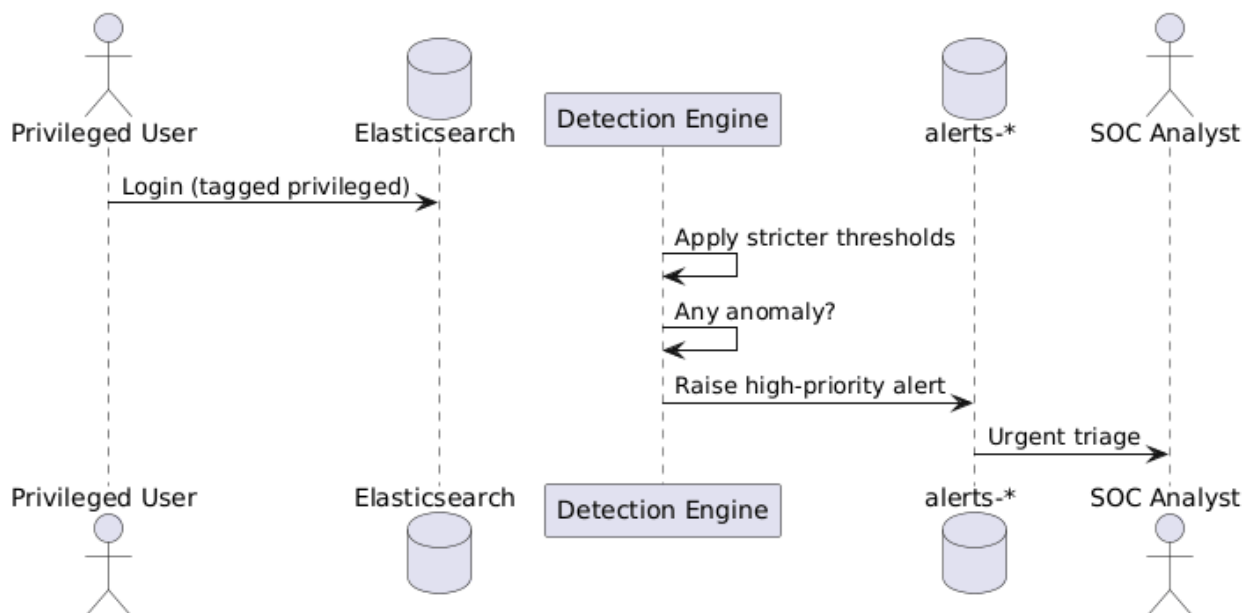 Privileged User
Elasticsearch
Detection Engine
alerts-*
SOC Analyst
Login (tagged privileged)
Apply stricter thresholds
Any anomaly?
Raise high-priority alert
Urgent triage
Privileged User
Elasticsearch
Detection Engine
alerts-*
SOC Analyst